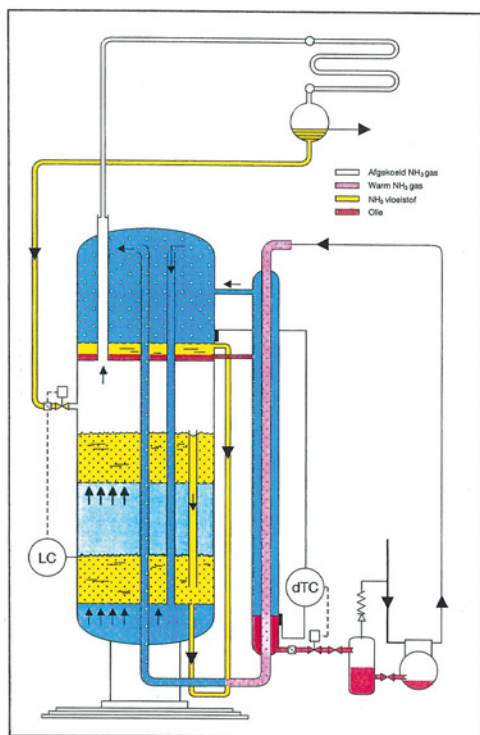 Afgekoeld NH₃ gas
Warm NH₃ gas
NH₃ vloeistof
Olie
LC
dTC